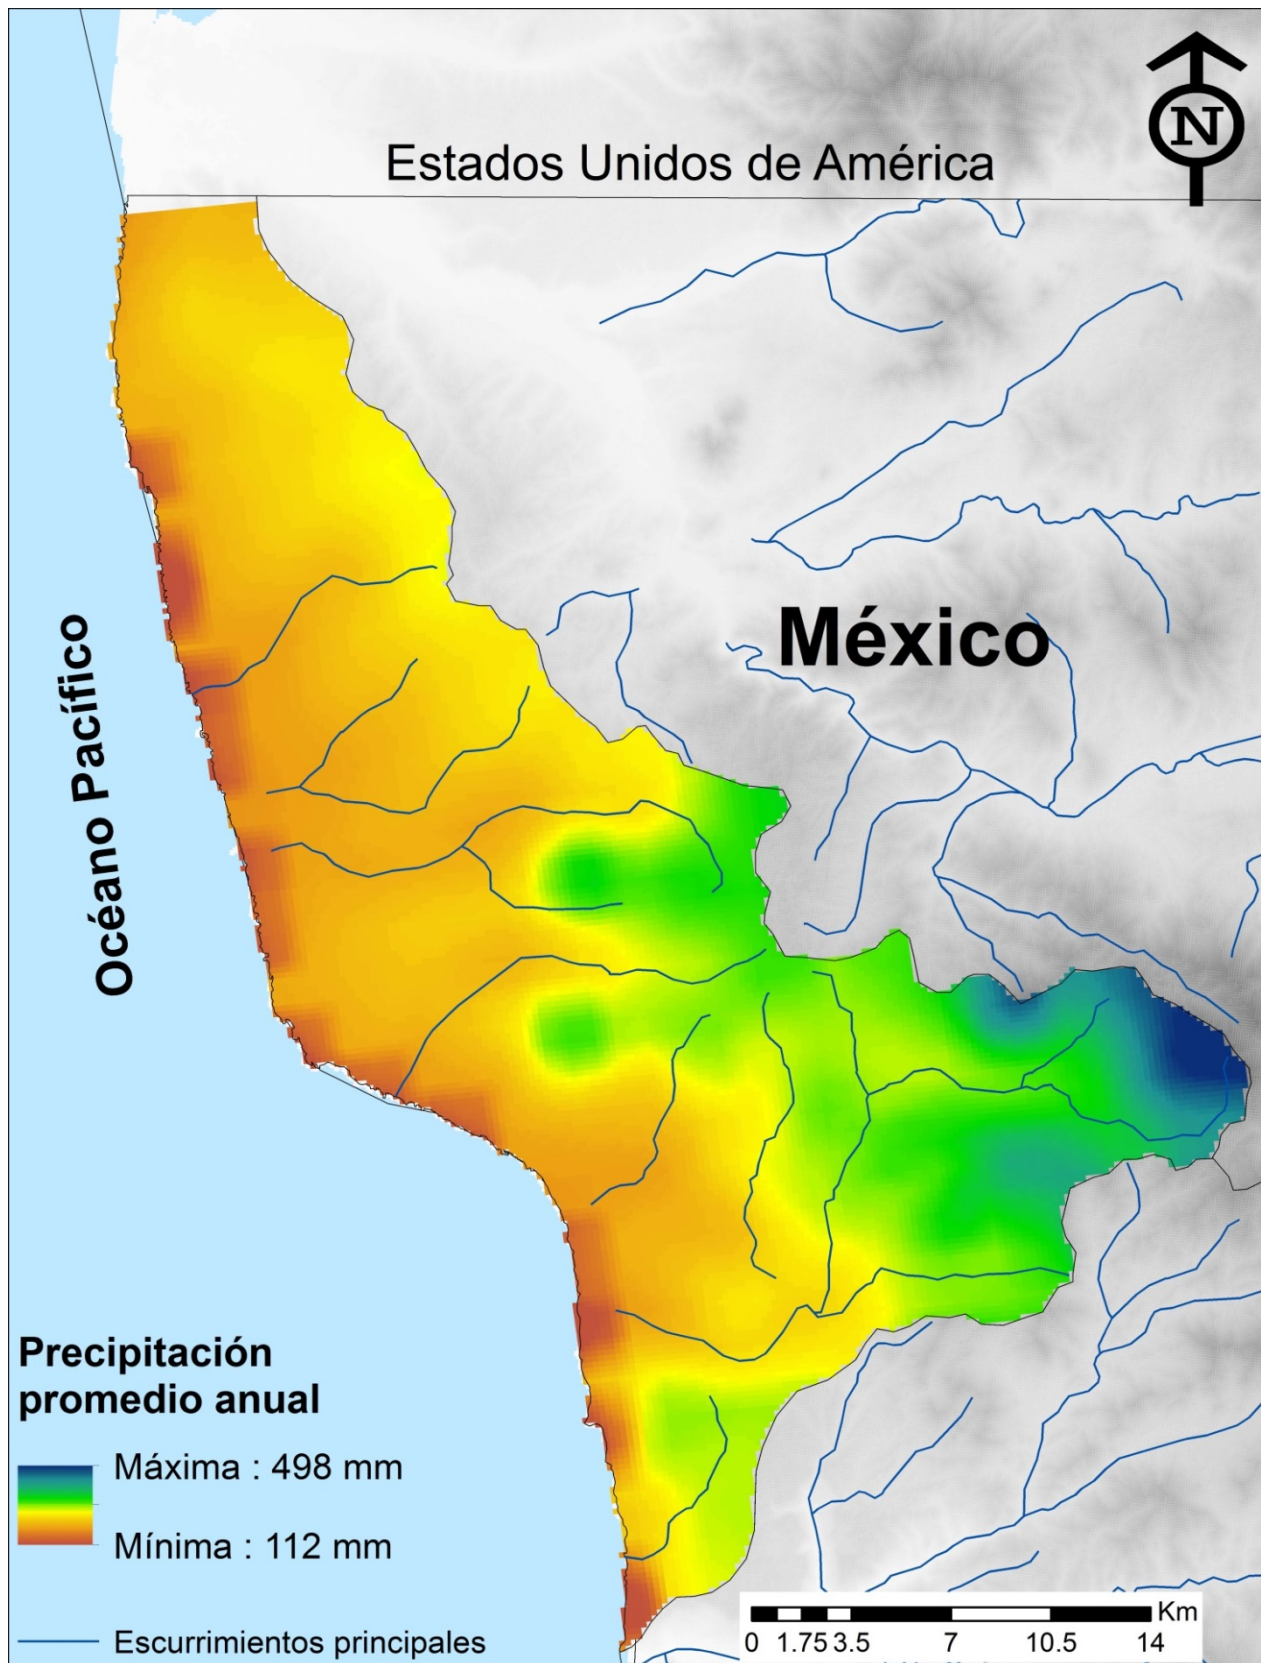 N
Estados Unidos de América
México
Océano Pacífico
Precipitación
promedio anual
Máxima : 498 mm
Mínima : 112 mm
Escurrimientos principales
Km
0 1.75 3.5 7 10.5 14